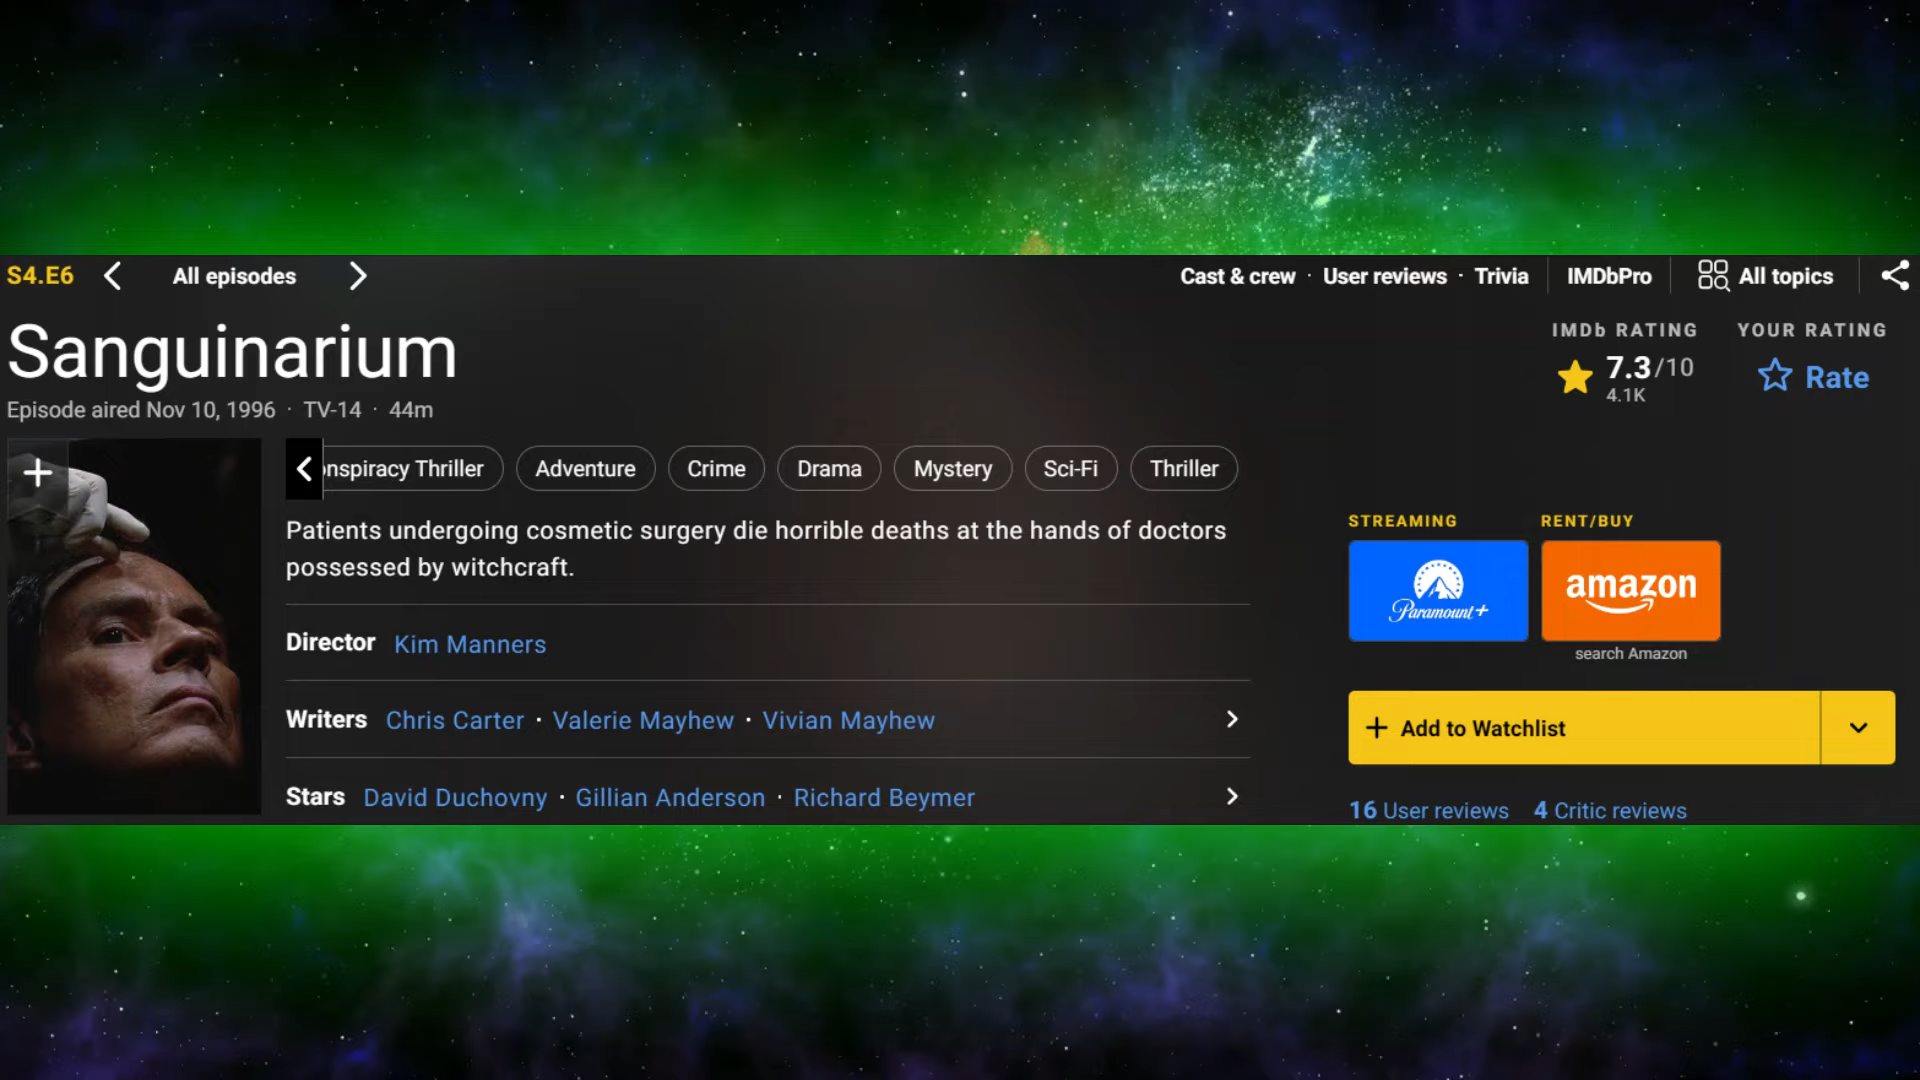 S4.E6 All episodes Cast & crew · User reviews · Trivia IMDbPro All topics
Sanguinarium
IMDb RATING YOUR RATING
7.3/10 Rate
4.1K
Episode aired Nov 10, 1996 · TV-14 · 44m
onspiracy Thriller Adventure Crime Drama Mystery Sci-Fi Thriller
Patients undergoing cosmetic surgery die horrible deaths at the hands of doctors
possessed by witchcraft.
STREAMING RENT/BUY
Paramount+ amazon
search Amazon
Director Kim Manners
Writers Chris Carter · Valerie Mayhew · Vivian Mayhew
Add to Watchlist
Stars David Duchovny · Gillian Anderson · Richard Beymer
16 User reviews 4 Critic reviews